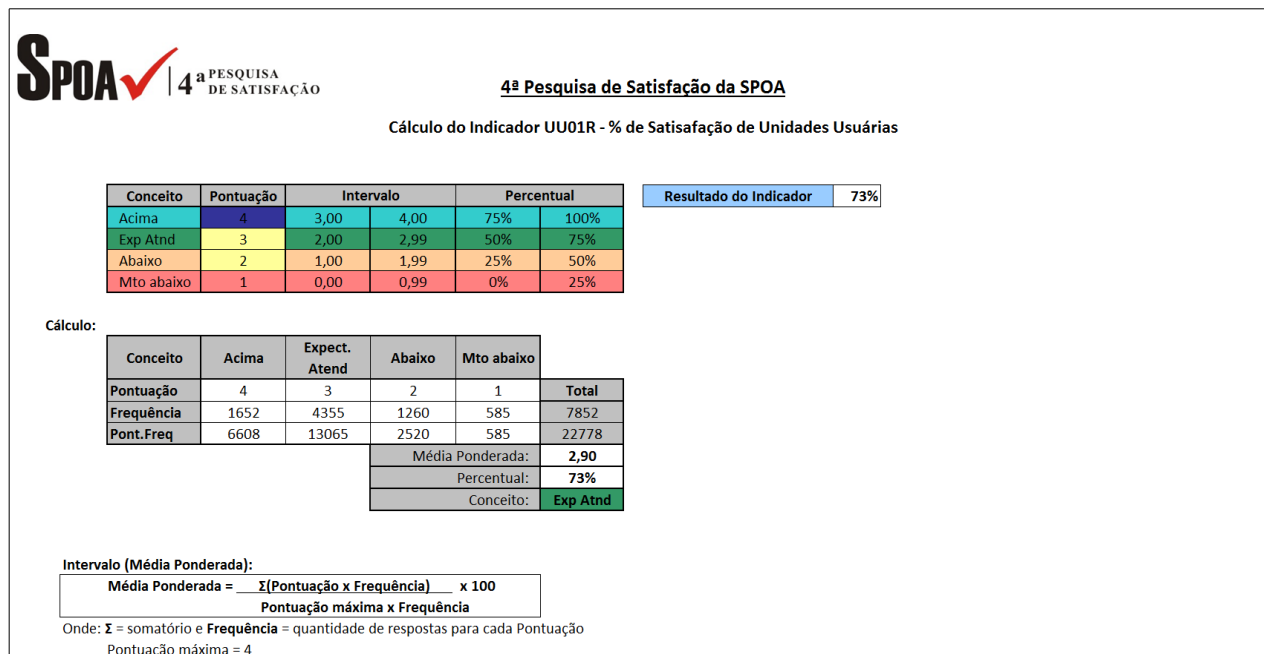 SPOA 4ª PESQUISA DE SATISFAÇÃO
4ª Pesquisa de Satisfação da SPOA
Cálculo do Indicador UU01R - % de Satisafação de Unidades Usuárias
Conceito Pontuação Intervalo Percentual Resultado do Indicador 73%
Acima 4 3,00 4,00 75% 100%
Exp Atnd 3 2,00 2,99 50% 75%
Abaixo 2 1,00 1,99 25% 50%
Mto abaixo 1 0,00 0,99 0% 25%
Cálculo:
Conceito Acima Expect. Atend Abaixo Mto abaixo
Pontuação 4 3 2 1 Total
Frequência 1652 4355 1260 585 7852
Pont.Freq 6608 13065 2520 585 22778
Média Ponderada: 2,90
Percentual: 73%
Conceito: Exp Atnd
Intervalo (Média Ponderada):
Média Ponderada = Σ(Pontuação x Frequência) x 100
Pontuação máxima x Frequência
Onde: Σ = somatório e Frequência = quantidade de respostas para cada Pontuação
Pontuação máxima = 4